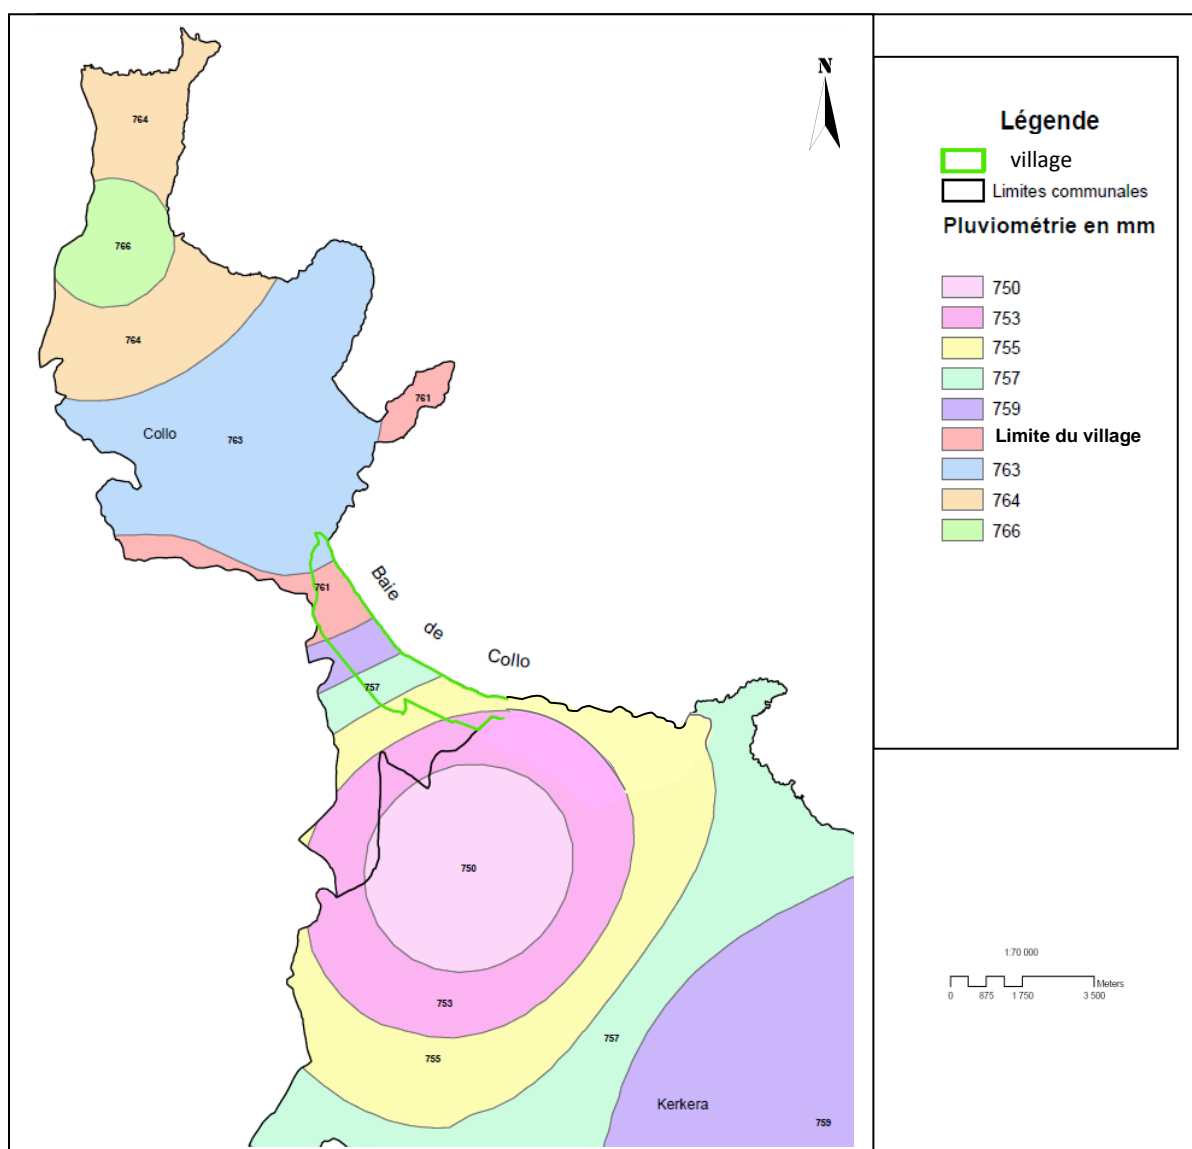 764
766
764
Collo
763
761
761
Baie
de
Collo
757
750
753
755
757
Kerkera
759
N
Légende
village
Limites communales
Pluviométrie en mm
750
753
755
757
759
Limite du village
763
764
766
1:70 000
Meters
0 875 1 750 3 500